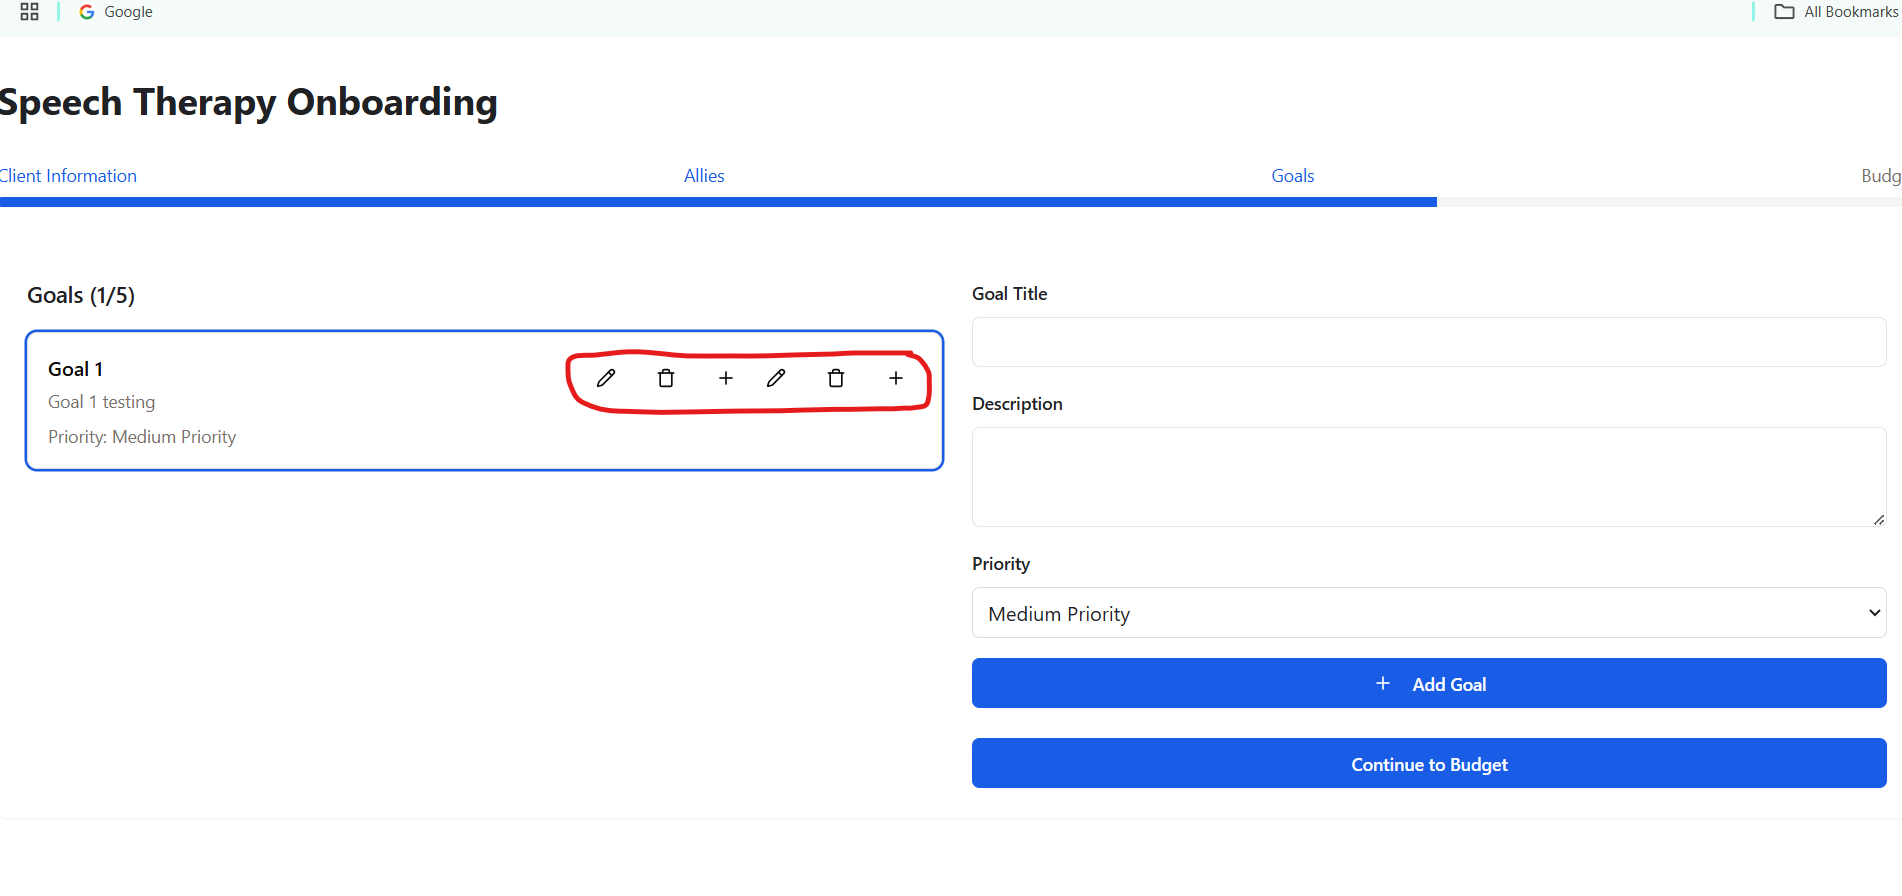 Google
All Bookmarks
Speech Therapy Onboarding
Client Information
Allies
Goals
Budg
Goals (1/5)
Goal 1
Goal 1 testing
Priority: Medium Priority
Goal Title
Description
Priority
Medium Priority
Add Goal
Continue to Budget